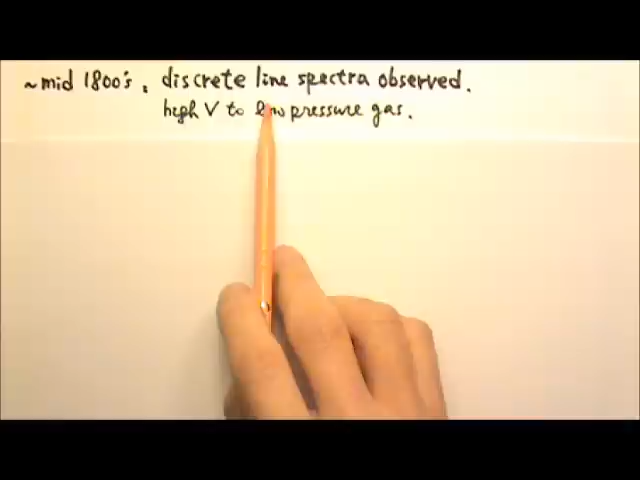 ~mid 1800's. discrete line spectra observed.
high V to low pressure gas.